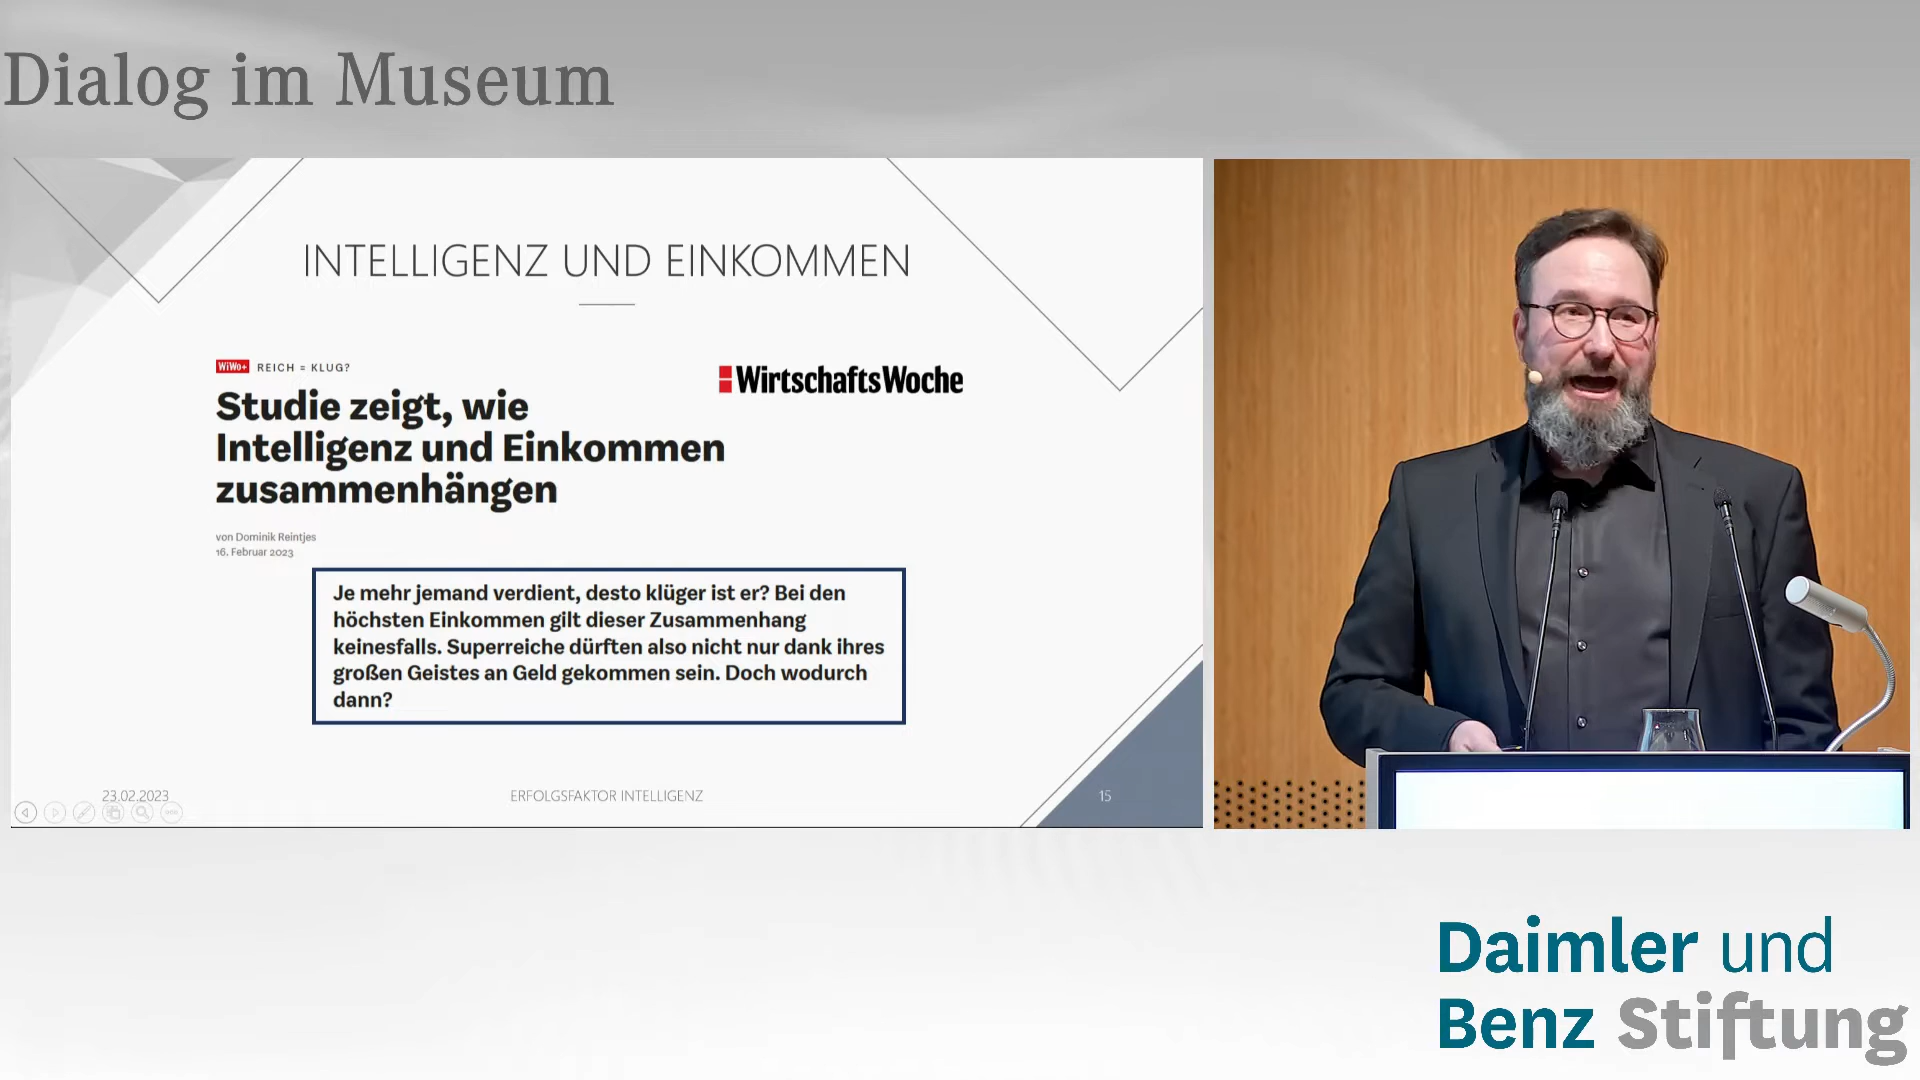 Dialog im Museum
INTELLIGENZ UND EINKOMMEN
WiWo+ REICH = KLUG?
WirtschaftsWoche
Studie zeigt, wie
Intelligenz und Einkommen
zusammenhängen
von Dominik Reintjes
16. Februar 2023
Je mehr jemand verdient, desto klüger ist er? Bei den
höchsten Einkommen gilt dieser Zusammenhang
keinesfalls. Superreiche dürften also nicht nur dank ihres
großen Geistes an Geld gekommen sein. Doch wodurch
dann?
23.02.2023
ERFOLGSFAKTOR INTELLIGENZ
15
Daimler und
Benz Stiftung